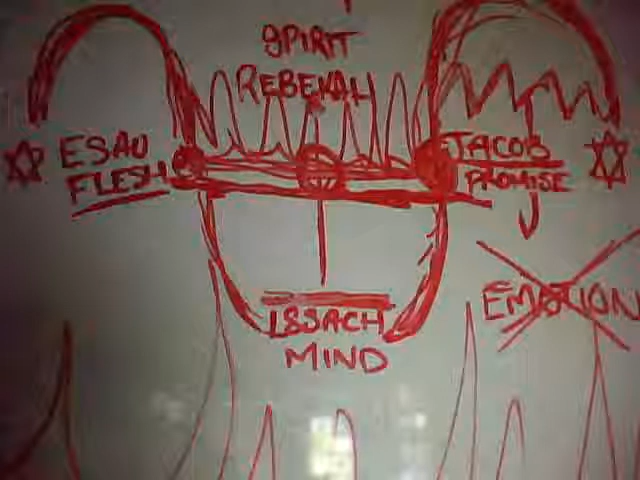 SPIRIT
REBEKAH
ESAU
FLESH
JACOB
PROMISE
EMOTION
ISSACH
MIND